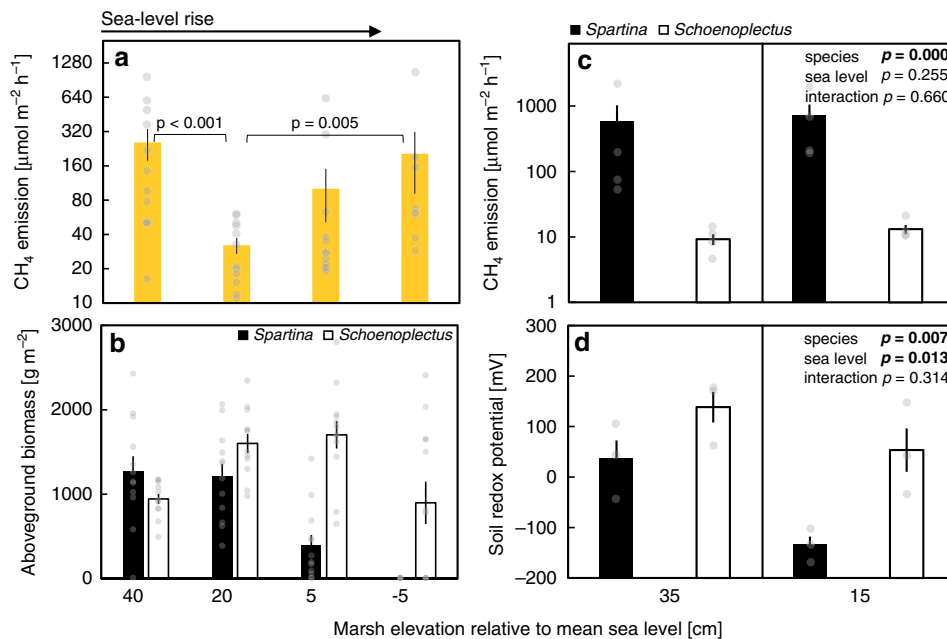 Sea-level rise
a
CH₄ emission [µmol m⁻² h⁻¹]
1280
640
320
160
80
40
20
10
p < 0.001
p = 0.005
b
Spartina Schoenoplectus
Aboveground biomass [g m⁻²]
3000
2000
1000
0
40 20 5 -5
Spartina Schoenoplectus
c
species p = 0.000
sea level p = 0.255
interaction p = 0.660
CH₄ emission [µmol m⁻² h⁻¹]
1000
100
10
1
d
species p = 0.007
sea level p = 0.013
interaction p = 0.314
Soil redox potential [mV]
300
200
100
0
−100
−200
35 15
Marsh elevation relative to mean sea level [cm]